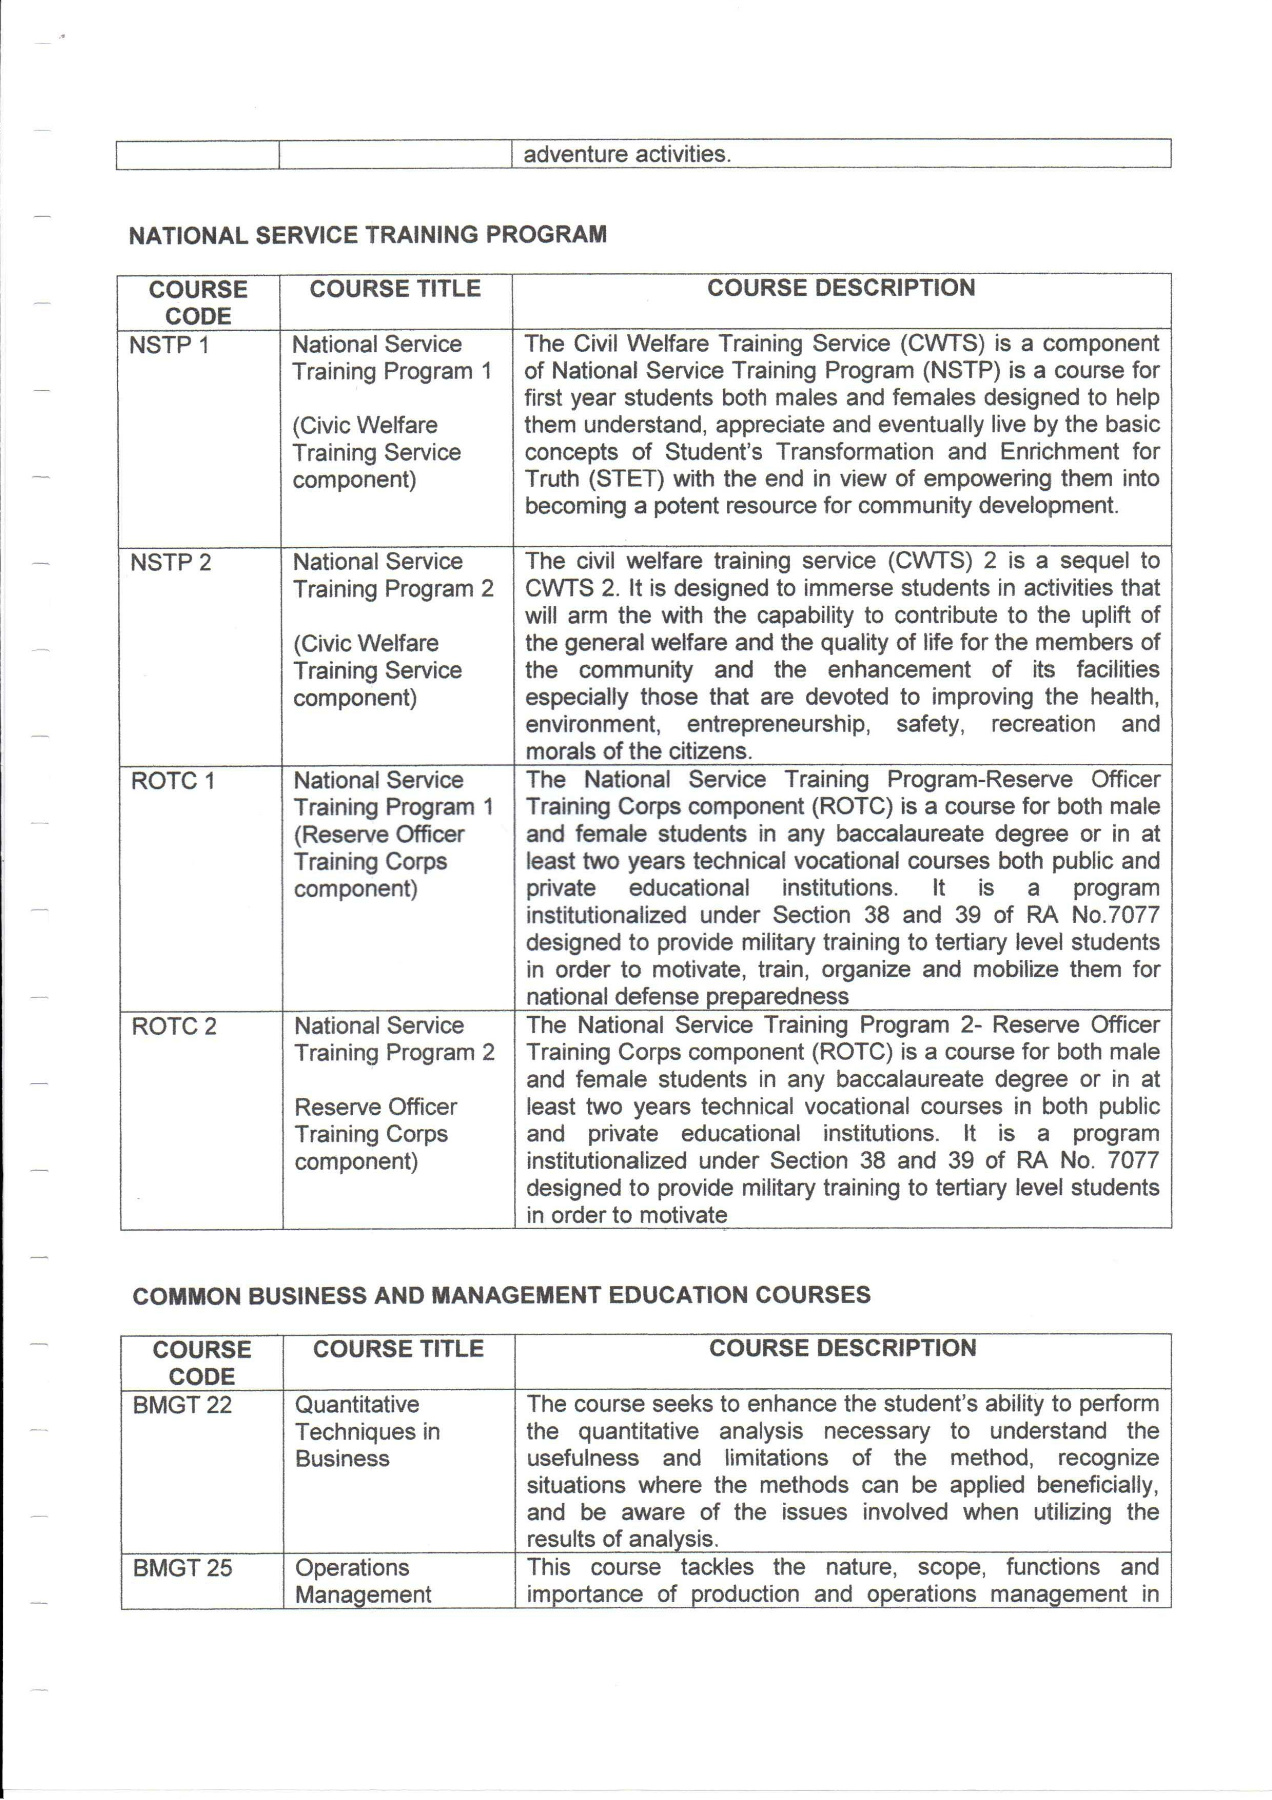 adventure activities.
NATIONAL SERVICE TRAINING PROGRAM
COURSE CODE
COURSE TITLE
COURSE DESCRIPTION
NSTP 1
National Service
Training Program 1
(Civic Welfare
Training Service
component)
The Civil Welfare Training Service (CWTS) is a component
of National Service Training Program (NSTP) is a course for
first year students both males and females designed to help
them understand, appreciate and eventually live by the basic
concepts of Student's Transformation and Enrichment for
Truth (STET) with the end in view of empowering them into
becoming a potent resource for community development.
NSTP 2
National Service
Training Program 2
(Civic Welfare
Training Service
component)
The civil welfare training service (CWTS) 2 is a sequel to
CWTS 2. It is designed to immerse students in activities that
will arm the with the capability to contribute to the uplift of
the general welfare and the quality of life for the members of
the community and the enhancement of its facilities
especially those that are devoted to improving the health,
environment, entrepreneurship, safety, recreation and
morals of the citizens.
ROTC 1
National Service
Training Program 1
(Reserve Officer
Training Corps
component)
The National Service Training Program-Reserve Officer
Training Corps component (ROTC) is a course for both male
and female students in any baccalaureate degree or in at
least two years technical vocational courses both public and
private educational institutions. It is a program
institutionalized under Section 38 and 39 of RA No.7077
designed to provide military training to tertiary level students
in order to motivate, train, organize and mobilize them for
national defense preparedness
ROTC 2
National Service
Training Program 2
Reserve Officer
Training Corps
component)
The National Service Training Program 2- Reserve Officer
Training Corps component (ROTC) is a course for both male
and female students in any baccalaureate degree or in at
least two years technical vocational courses in both public
and private educational institutions. It is a program
institutionalized under Section 38 and 39 of RA No. 7077
designed to provide military training to tertiary level students
in order to motivate
COMMON BUSINESS AND MANAGEMENT EDUCATION COURSES
COURSE CODE
COURSE TITLE
COURSE DESCRIPTION
BMGT 22
Quantitative
Techniques in
Business
The course seeks to enhance the student's ability to perform
the quantitative analysis necessary to understand the
usefulness and limitations of the method, recognize
situations where the methods can be applied beneficially,
and be aware of the issues involved when utilizing the
results of analysis.
BMGT 25
Operations
Management
This course tackles the nature, scope, functions and
importance of production and operations management in